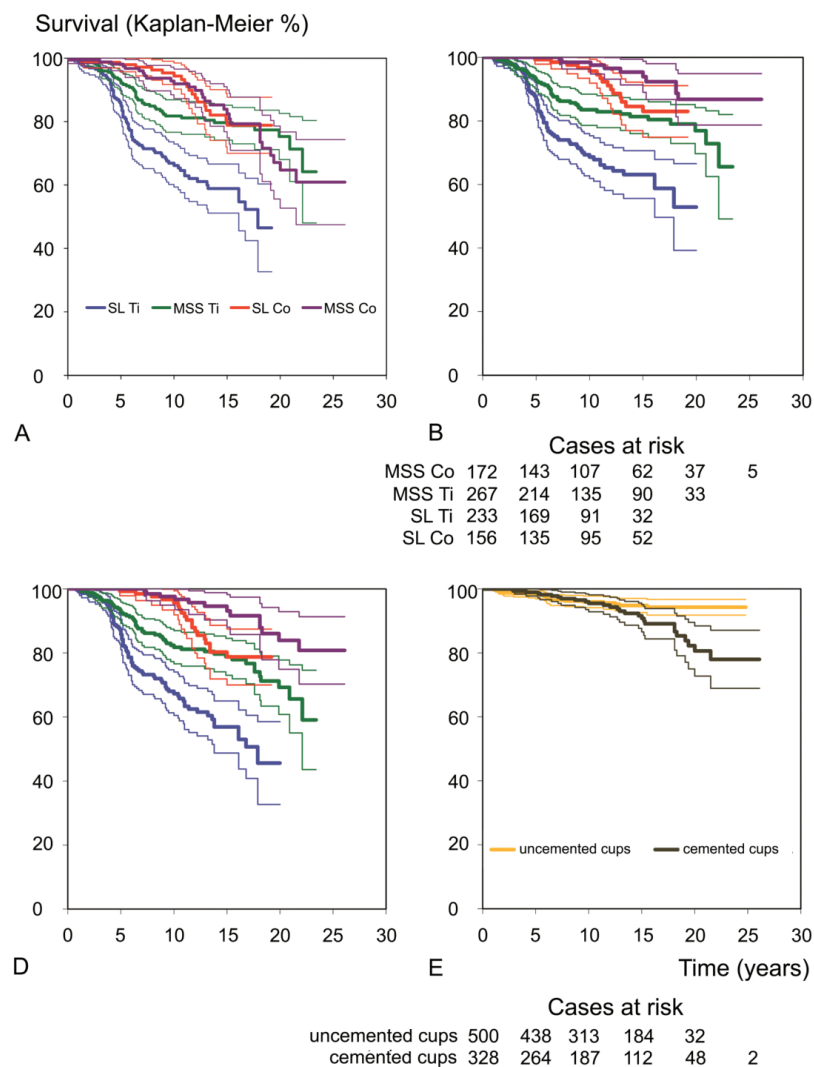 Survival (Kaplan-Meier %)
100
80
60
40
20
0
SL Ti MSS Ti SL Co MSS Co
0 5 10 15 20 25 30
A
100
80
60
40
20
0
0 5 10 15 20 25 30
B
Cases at risk
MSS Co 172 143 107 62 37 5
MSS Ti 267 214 135 90 33
SL Ti 233 169 91 32
SL Co 156 135 95 52
100
80
60
40
20
0
0 5 10 15 20 25 30
D
100
80
60
40
20
0
uncemented cups cemented cups
0 5 10 15 20 25 30
E Time (years)
Cases at risk
uncemented cups 500 438 313 184 32
cemented cups 328 264 187 112 48 2